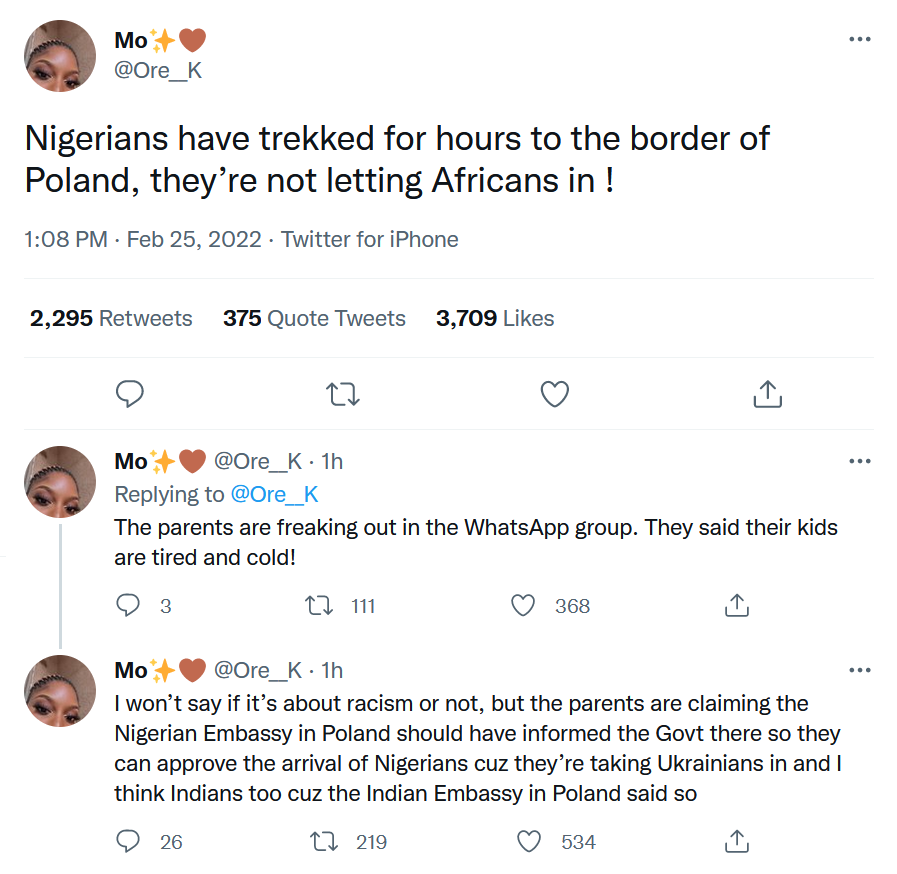 Mo✨🤎
@Ore__K
Nigerians have trekked for hours to the border of
Poland, they’re not letting Africans in !
1:08 PM · Feb 25, 2022 · Twitter for iPhone
2,295 Retweets 375 Quote Tweets 3,709 Likes
Mo✨🤎 @Ore__K · 1h
Replying to @Ore__K
The parents are freaking out in the WhatsApp group. They said their kids
are tired and cold!
3 111 368
Mo✨🤎 @Ore__K · 1h
I won’t say if it’s about racism or not, but the parents are claiming the
Nigerian Embassy in Poland should have informed the Govt there so they
can approve the arrival of Nigerians cuz they’re taking Ukrainians in and I
think Indians too cuz the Indian Embassy in Poland said so
26 219 534